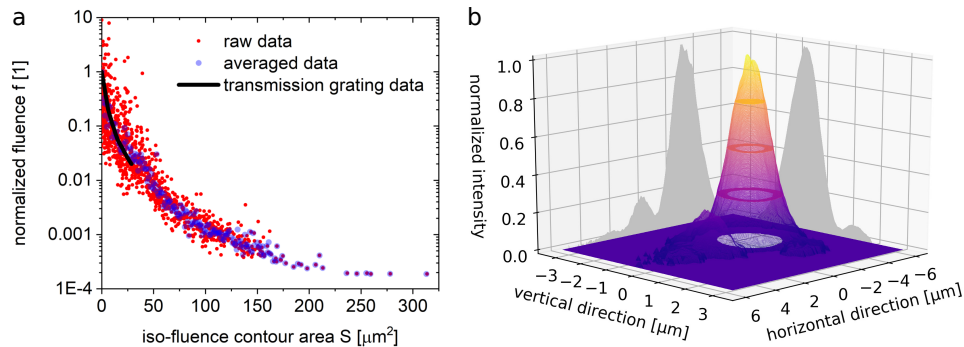 a
normalized fluence f [1]
10
1
0.1
0.01
0.001
1E−4
raw data
averaged data
transmission grating data
0 50 100 150 200 250 300
iso-fluence contour area S [μm²]
b
normalized intensity
1.0
0.8
0.6
0.4
0.2
0.0
−3 −2 −1 0 1 2 3
vertical direction [μm]
6 4 2 0 −2 −4 −6
horizontal direction [μm]